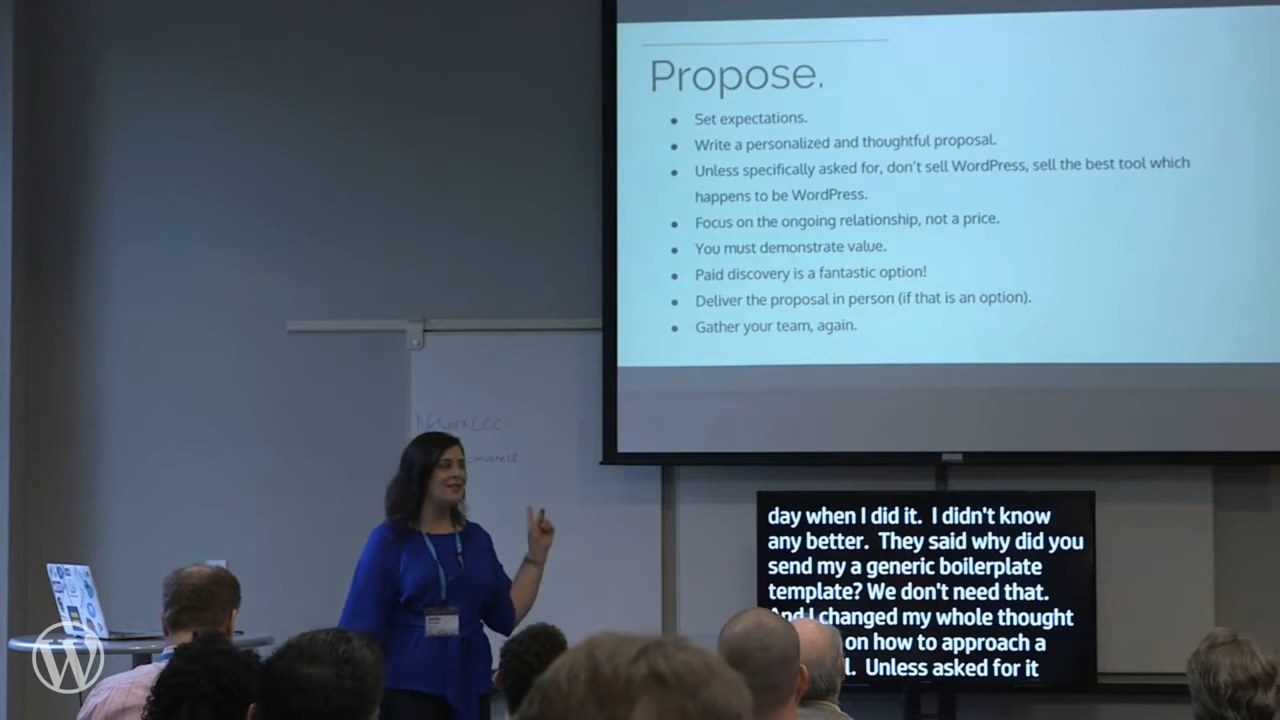 Propose.
● Set expectations.
● Write a personalized and thoughtful proposal.
● Unless specifically asked for, don't sell WordPress, sell the best tool which
happens to be WordPress.
● Focus on the ongoing relationship, not a price.
● You must demonstrate value.
● Paid discovery is a fantastic option!
● Deliver the proposal in person (if that is an option).
● Gather your team, again.
day when I did it. I didn't know
any better. They said why did you
send my a generic boilerplate
template? We don't need that.
And I changed my whole thought
on how to approach a
Unless asked for it